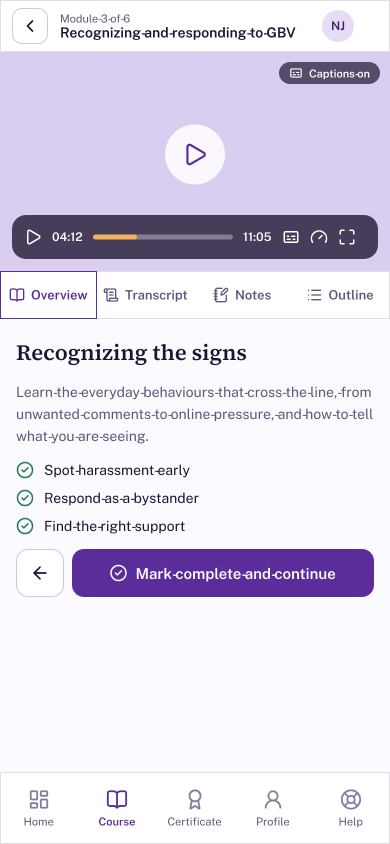 Module-3-of-6
Recognizing-and-responding-to-GBV
NJ
Captions-on
04:12
11:05
Overview
Transcript
Notes
Outline
Recognizing the signs
Learn-the-everyday-behaviours-that-cross-the-line,-from
unwanted-comments-to-online-pressure,-and-how-to-tell
what-you-are-seeing.
Spot-harassment-early
Respond-as-a-bystander
Find-the-right-support
Mark-complete-and-continue
Home
Course
Certificate
Profile
Help